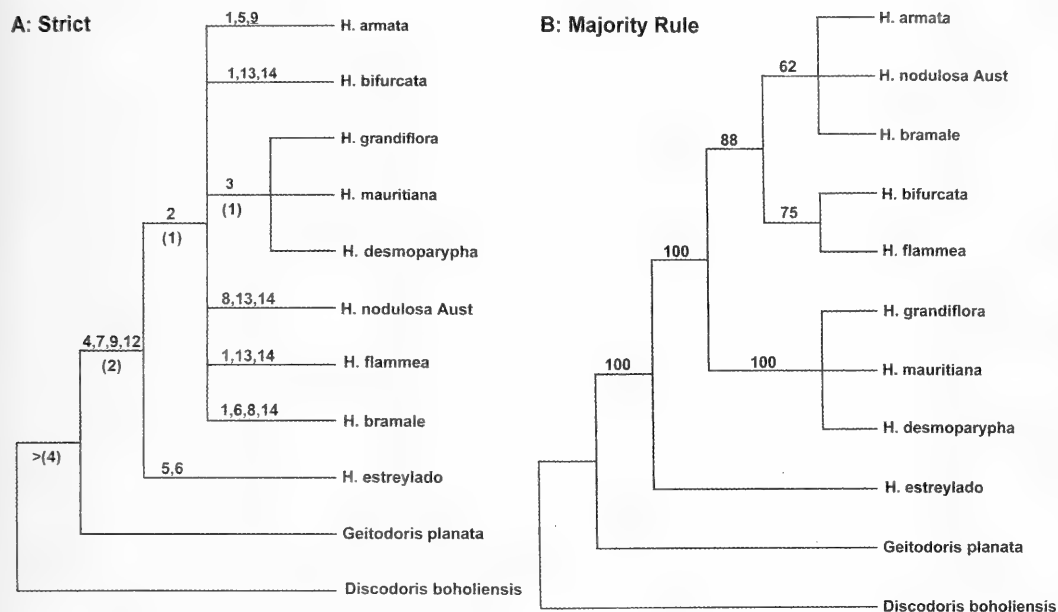 A: Strict
1,5,9
H. armata
1,13,14
H. bifurcata
H. grandiflora
3
(1)
H. mauritiana
2
(1)
H. desmoparypha
8,13,14
H. nodulosa Aust
4,7,9,12
(2)
1,13,14
H. flammea
1,6,8,14
H. bramale
>(4)
5,6
H. estreylado
Geitodoris planata
Discodoris boholiensis
B: Majority Rule
H. armata
62
H. nodulosa Aust
H. bramale
88
H. bifurcata
75
H. flammea
100
H. grandiflora
100
100
H. mauritiana
H. desmoparypha
H. estreylado
Geitodoris planata
Discodoris boholiensis